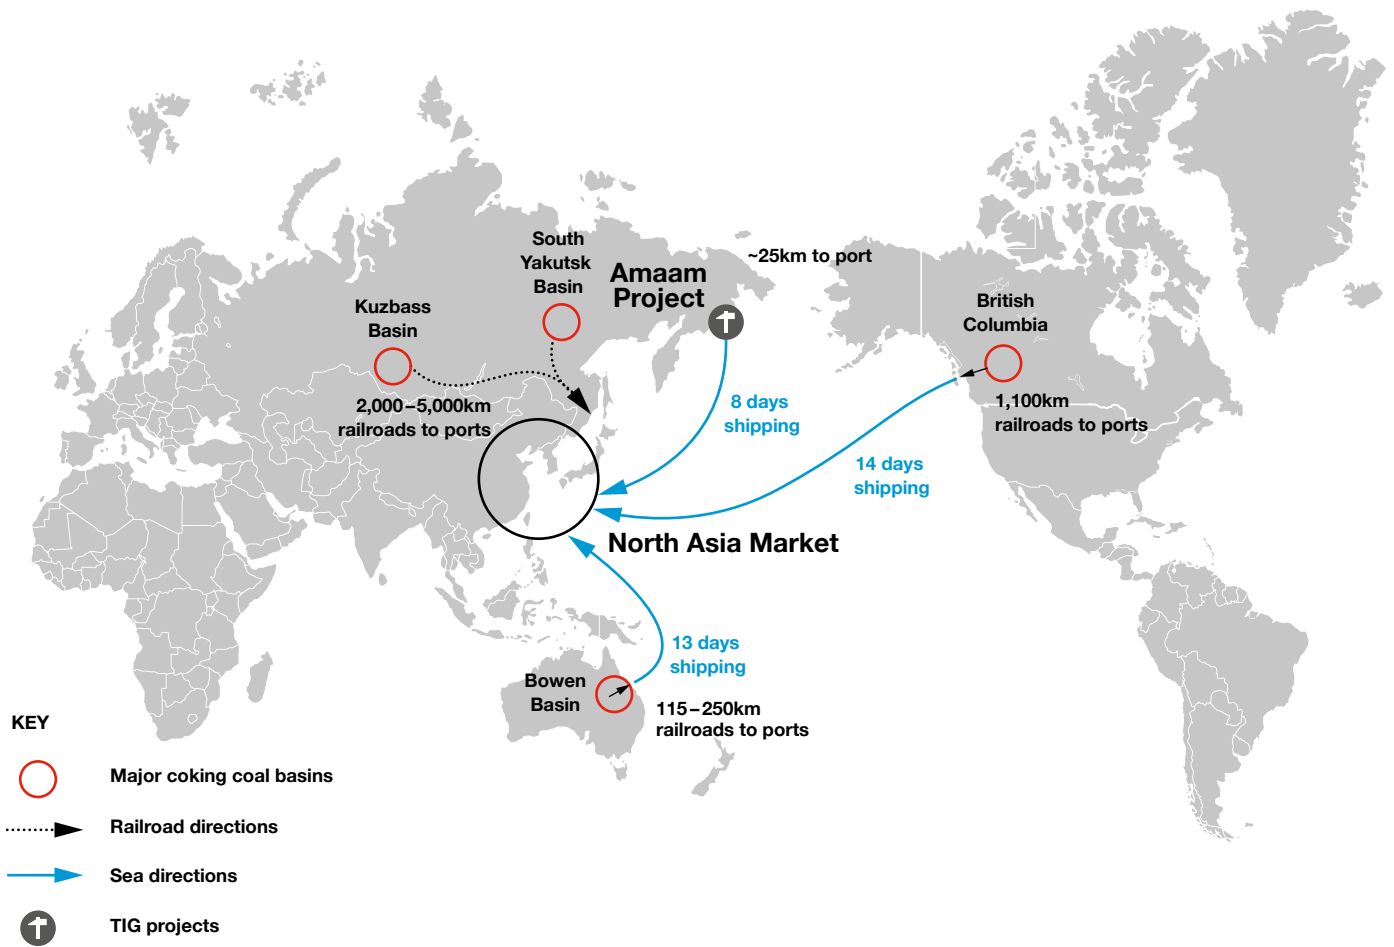 South
Yakutsk
Basin
Amaam
Project
~25km to port
Kuzbass
Basin
British
Columbia
2,000–5,000km
railroads to ports
8 days
shipping
1,100km
railroads to ports
14 days
shipping
North Asia Market
13 days
shipping
Bowen
Basin
115–250km
railroads to ports
KEY
Major coking coal basins
Railroad directions
Sea directions
TIG projects